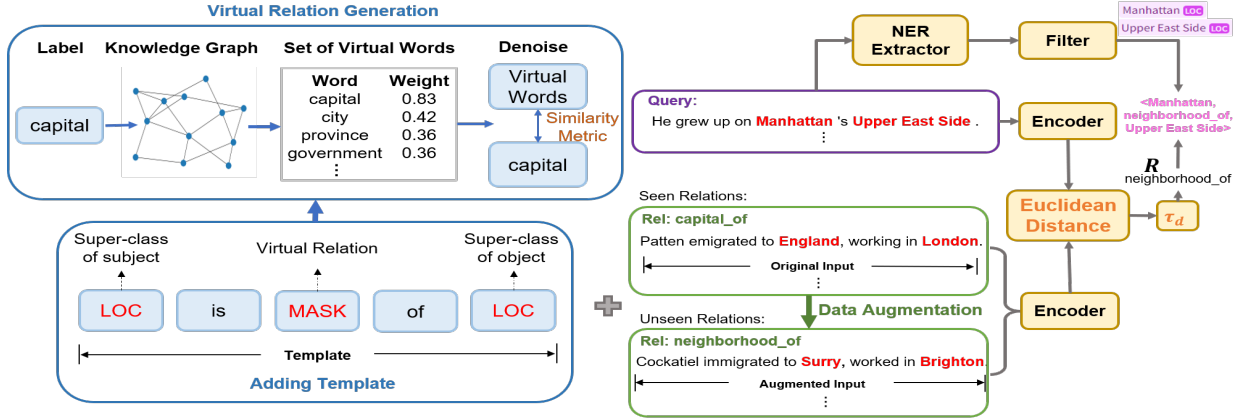 Virtual Relation Generation
Label
Knowledge Graph
Set of Virtual Words
Denoise
capital
Word Weight
capital 0.83
city 0.42
province 0.36
government 0.36
⋮
Virtual
Words
Similarity
Metric
capital
Super-class
of subject
Virtual Relation
Super-class
of object
LOC
is
MASK
of
LOC
Template
Adding Template
NER
Extractor
Filter
Manhattan LOC
Upper East Side LOC
Query:
He grew up on Manhattan 's Upper East Side .
⋮
Encoder
<Manhattan,
neighborhood_of,
Upper East Side>
R
neighborhood_of
Euclidean
Distance
τd
Seen Relations:
Rel: capital_of
Patten emigrated to England, working in London.
Original Input
⋮
Data Augmentation
Encoder
Unseen Relations:
Rel: neighborhood_of
Cockatiel immigrated to Surry, worked in Brighton.
Augmented Input
⋮